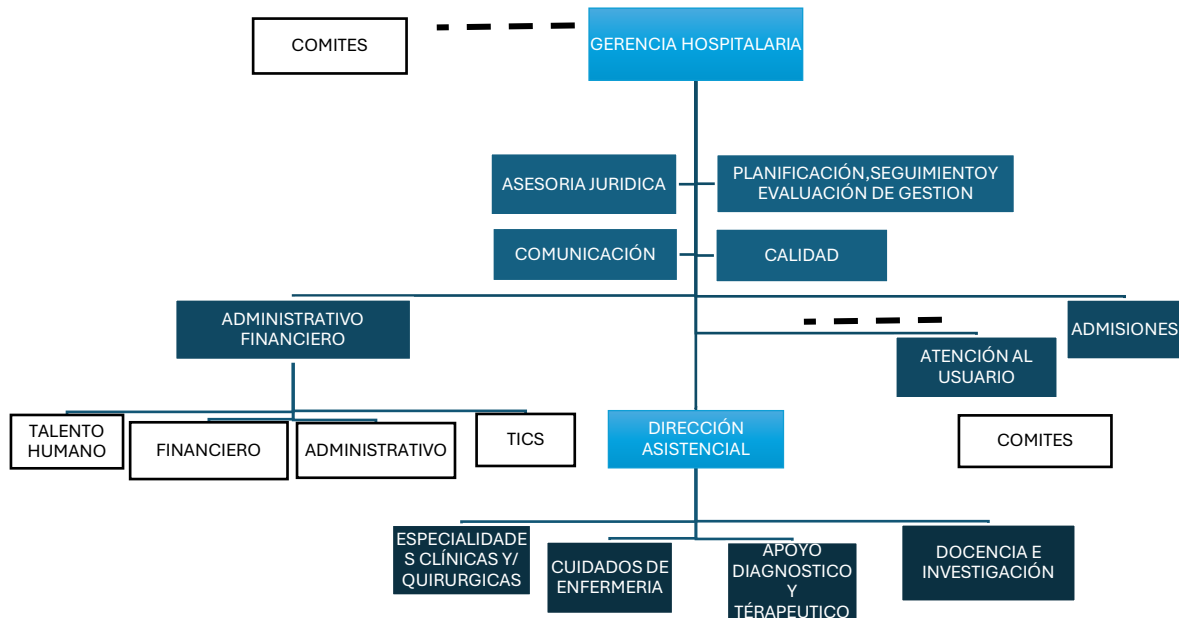 COMITES
GERENCIA HOSPITALARIA
ASESORIA JURIDICA
PLANIFICACIÓN,SEGUIMIENTOY
EVALUACIÓN DE GESTION
COMUNICACIÓN
CALIDAD
ADMINISTRATIVO
FINANCIERO
ADMISIONES
ATENCIÓN AL
USUARIO
TALENTO
HUMANO
FINANCIERO
ADMINISTRATIVO
TICS
DIRECCIÓN
ASISTENCIAL
COMITES
ESPECIALIDADE
S CLÍNICAS Y/
QUIRURGICAS
CUIDADOS DE
ENFERMERIA
APOYO
DIAGNOSTICO
Y
TÉRAPEUTICO
DOCENCIA E
INVESTIGACIÓN